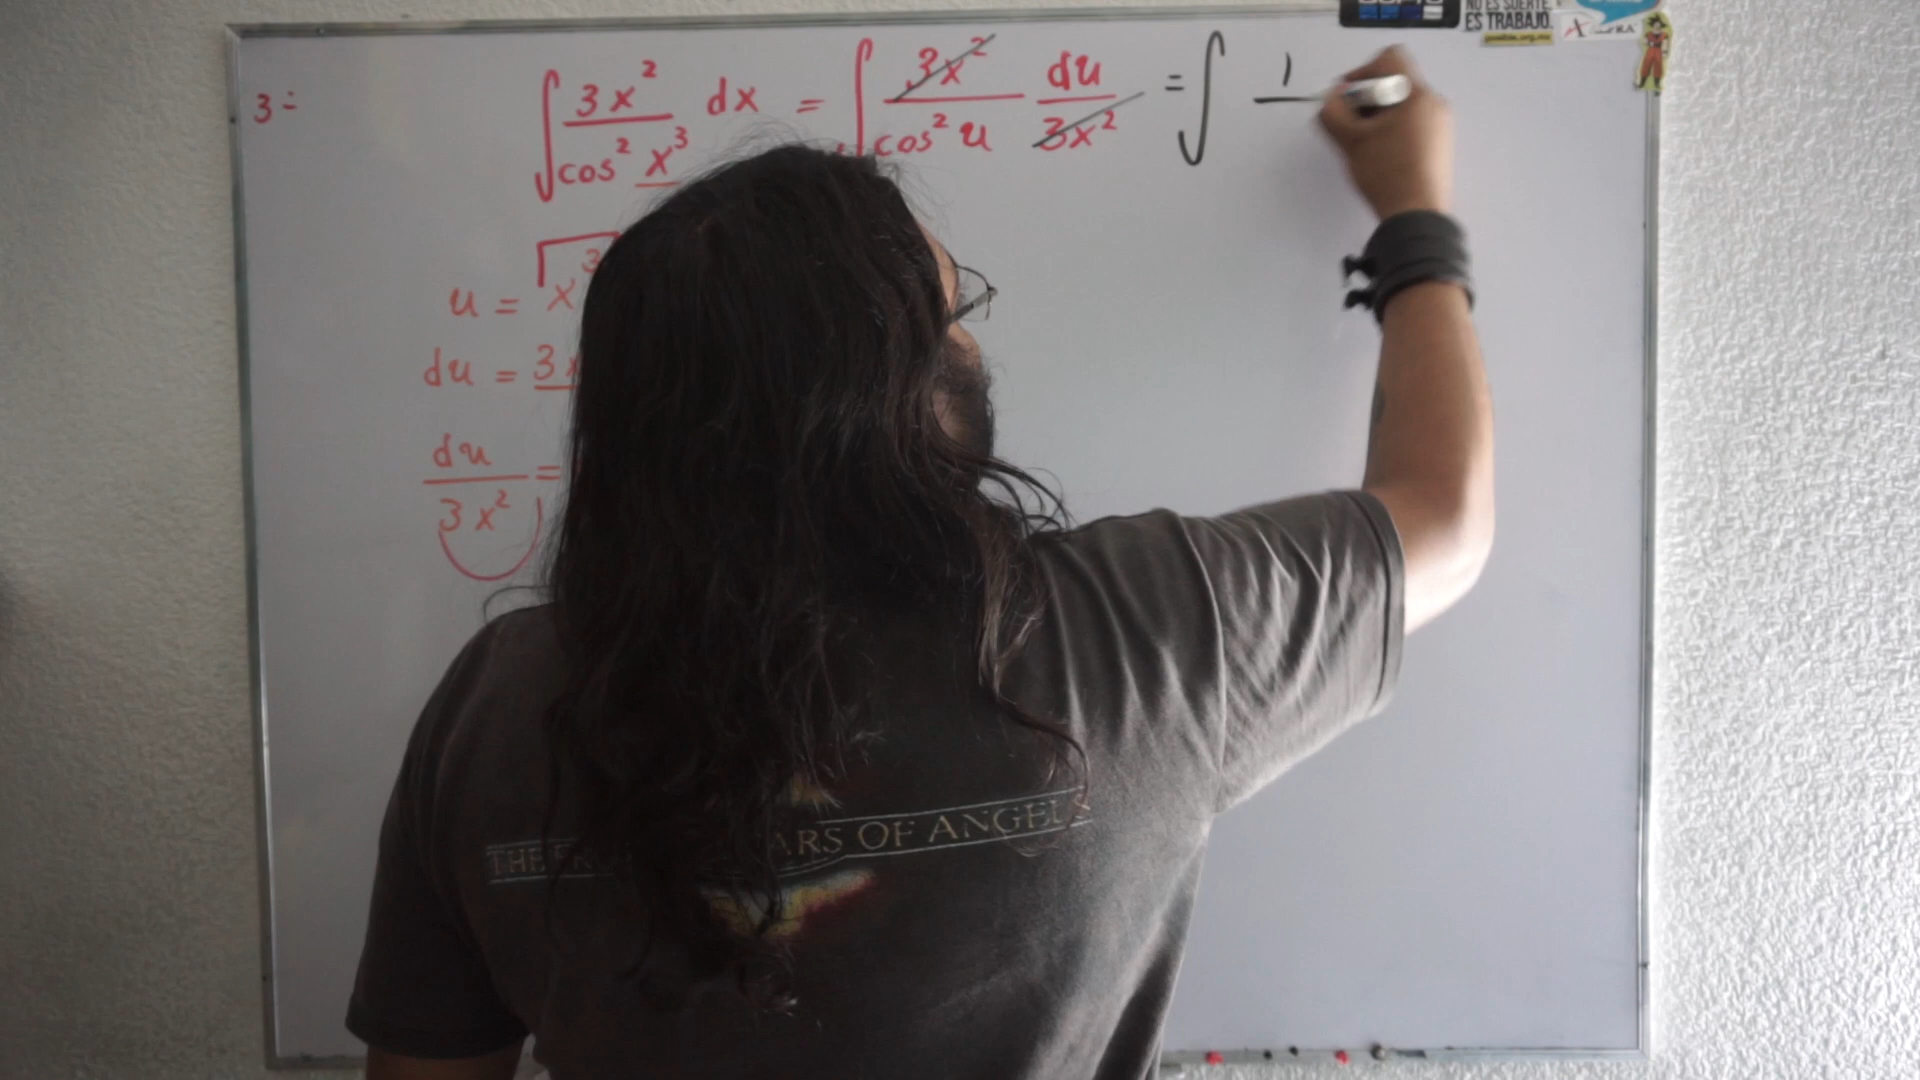 3:- ∫ 3x² / cos² x³ dx = ∫ 3x² / cos² u du / 3x² = ∫ 1
u = x³
du = 3x
du / 3x² =
THE OF ANGEL
NO ES SUERTE,
ES TRABAJO.